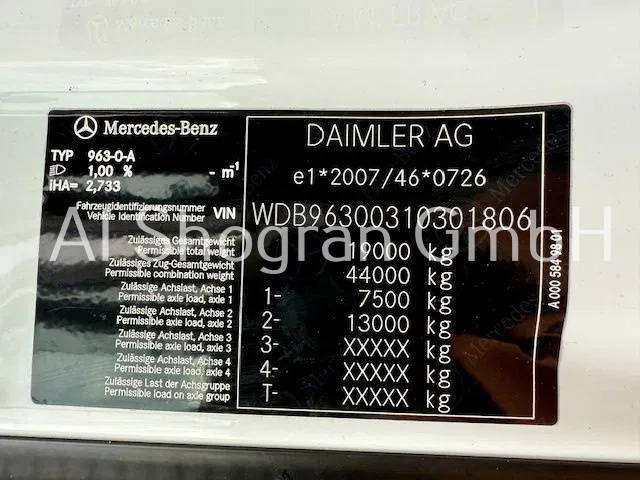 Mercedes-Benz
DAIMLER AG
TYP 963-0-A
1,00 % - m-1
iHA= 2,733
e1*2007/46*0726
Fahrzeugidentifizierungsnummer
Vehicle Identification Number VIN WDB96300310301806
Zulässiges Gesamtgewicht
Permissible total weight 19000 kg
Zulässiges Zug-Gesamtgewicht
Permissible combination weight 44000 kg
Zulässige Achslast, Achse 1
Permissible axle load, axle 1 1- 7500 kg
Zulässige Achslast, Achse 2
Permissible axle load, axle 2 2- 13000 kg
Zulässige Achslast, Achse 3
Permissible axle load, axle 3 3- XXXXX kg
Zulässige Achslast, Achse 4
Permissible axle load, axle 4 4- XXXXX kg
Zulässige Last der Achsgruppe
Permissible load on axle group T- XXXXX kg
A 000 584 98 01
Al Shogran GmbH